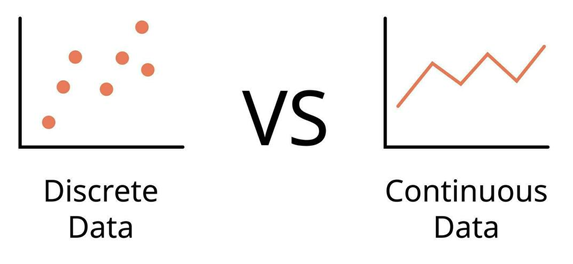 VS
Discrete
Data
Continuous
Data